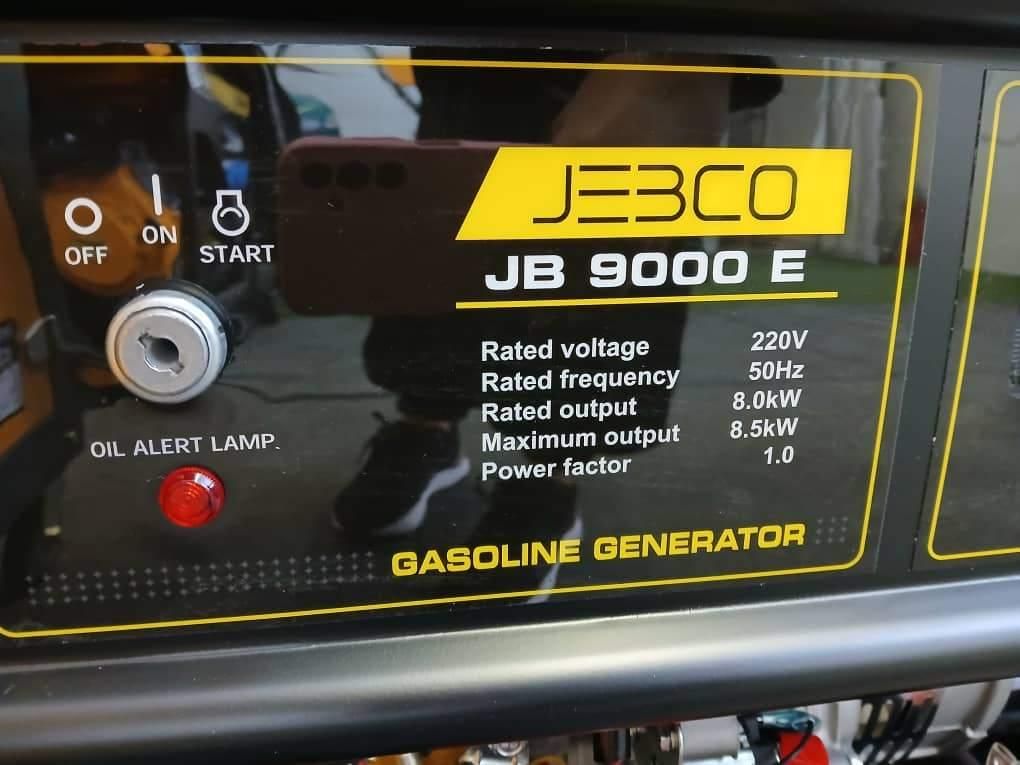 OFF
ON
START
OIL ALERT LAMP.
JEBCO
JB 9000 E
Rated voltage 220V
Rated frequency 50Hz
Rated output 8.0kW
Maximum output 8.5kW
Power factor 1.0
GASOLINE GENERATOR